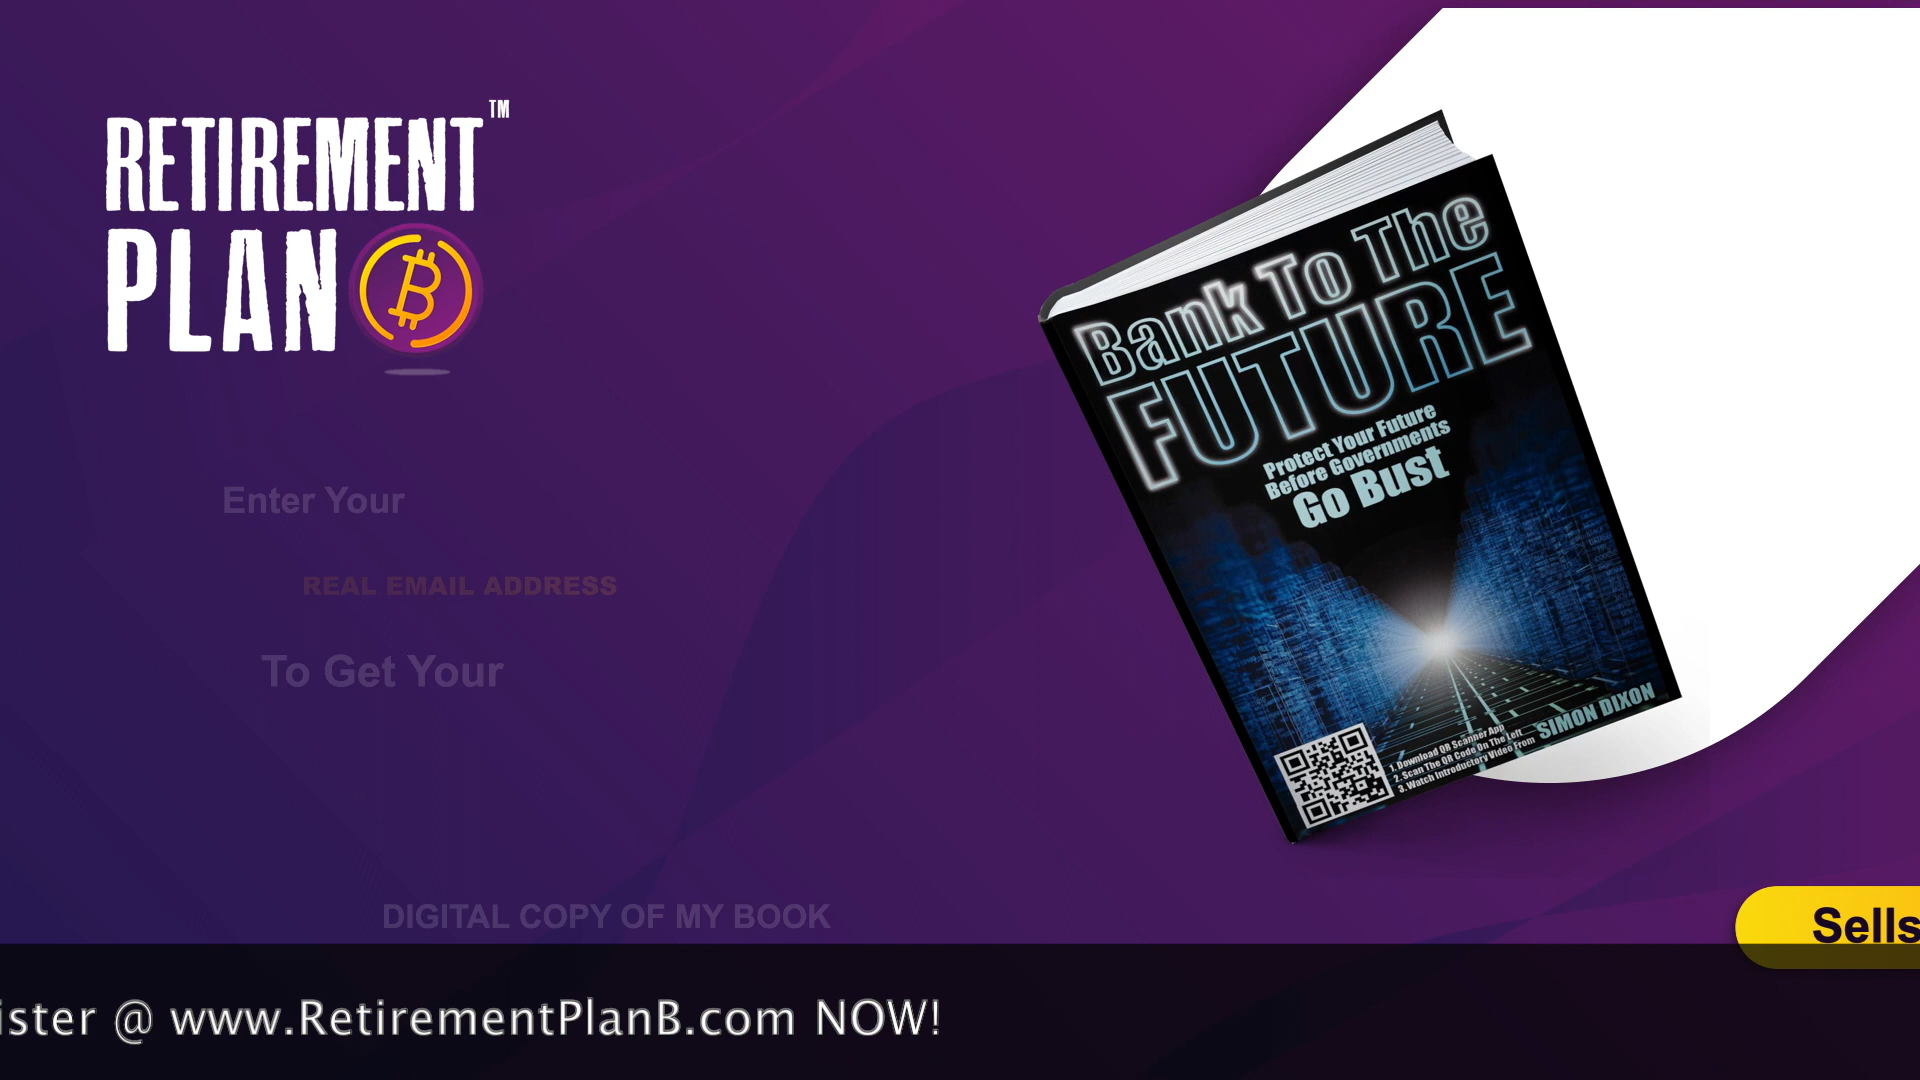 RETIREMENT
TM
PLAN
Bank To The
FUTURE
Protect Your Future
Before Governments
Go Bust
Enter Your
REAL EMAIL ADDRESS
To Get Your
SIMON DIXON
1. Download QR Scanner App
2. Scan The QR Code On The Left
3. Watch Introductory Video From
DIGITAL COPY OF MY BOOK
Sells
ister @ www.RetirementPlanB.com NOW!